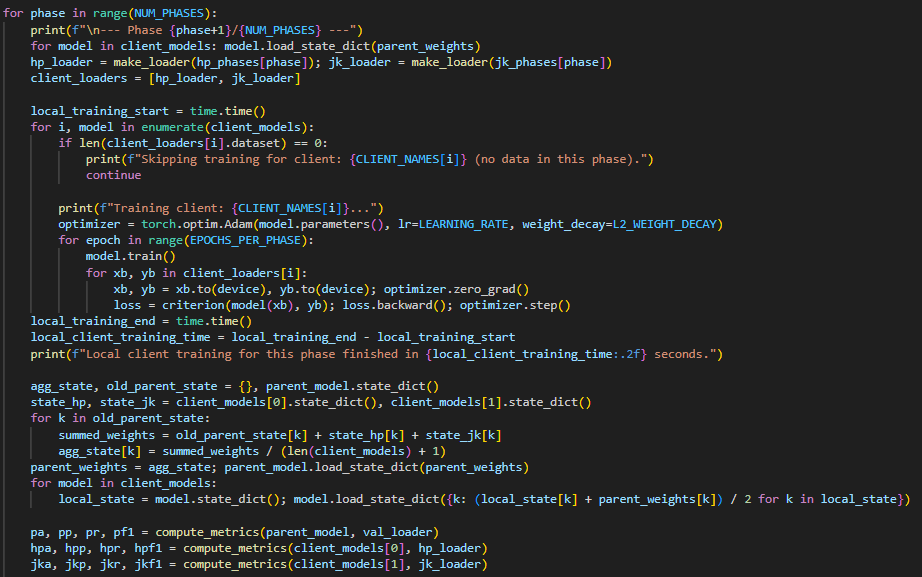 for phase in range(NUM_PHASES):
    print(f"\n--- Phase {phase+1}/{NUM_PHASES} ---")
    for model in client_models: model.load_state_dict(parent_weights)
    hp_loader = make_loader(hp_phases[phase]); jk_loader = make_loader(jk_phases[phase])
    client_loaders = [hp_loader, jk_loader]

    local_training_start = time.time()
    for i, model in enumerate(client_models):
        if len(client_loaders[i].dataset) == 0:
            print(f"Skipping training for client: {CLIENT_NAMES[i]} (no data in this phase).")
            continue

        print(f"Training client: {CLIENT_NAMES[i]}...")
        optimizer = torch.optim.Adam(model.parameters(), lr=LEARNING_RATE, weight_decay=L2_WEIGHT_DECAY)
        for epoch in range(EPOCHS_PER_PHASE):
            model.train()
            for xb, yb in client_loaders[i]:
                xb, yb = xb.to(device), yb.to(device); optimizer.zero_grad()
                loss = criterion(model(xb), yb); loss.backward(); optimizer.step()
    local_training_end = time.time()
    local_client_training_time = local_training_end - local_training_start
    print(f"Local client training for this phase finished in {local_client_training_time:.2f} seconds.")

    agg_state, old_parent_state = {}, parent_model.state_dict()
    state_hp, state_jk = client_models[0].state_dict(), client_models[1].state_dict()
    for k in old_parent_state:
        summed_weights = old_parent_state[k] + state_hp[k] + state_jk[k]
        agg_state[k] = summed_weights / (len(client_models) + 1)
    parent_weights = agg_state; parent_model.load_state_dict(parent_weights)
    for model in client_models:
        local_state = model.state_dict(); model.load_state_dict({k: (local_state[k] + parent_weights[k]) / 2 for k in local_state})

    pa, pp, pr, pf1 = compute_metrics(parent_model, val_loader)
    hpa, hpp, hpr, hpf1 = compute_metrics(client_models[0], hp_loader)
    jka, jkp, jkr, jkf1 = compute_metrics(client_models[1], jk_loader)